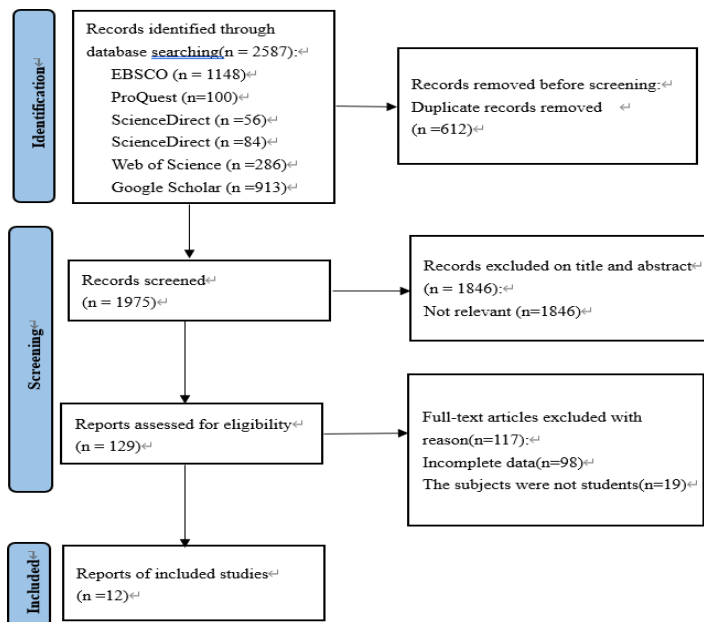 Identification
Records identified through
database searching(n = 2587):↵
EBSCO (n = 1148)↵
ProQuest (n=100)↵
ScienceDirect (n =56)↵
ScienceDirect (n =84)↵
Web of Science (n =286)↵
Google Scholar (n =913)↵
Records removed before screening:
Duplicate records removed ↵
(n =612)↵
Screening↵
Records screened↵
(n = 1975)↵
Records excluded on title and abstract↵
(n = 1846):↵
Not relevant (n=1846)↵
Reports assessed for eligibility↵
(n = 129)↵
Full-text articles excluded with
reason(n=117):↵
Incomplete data(n=98)↵
The subjects were not students(n=19)↵
Included↵
Reports of included studies↵
(n =12)↵